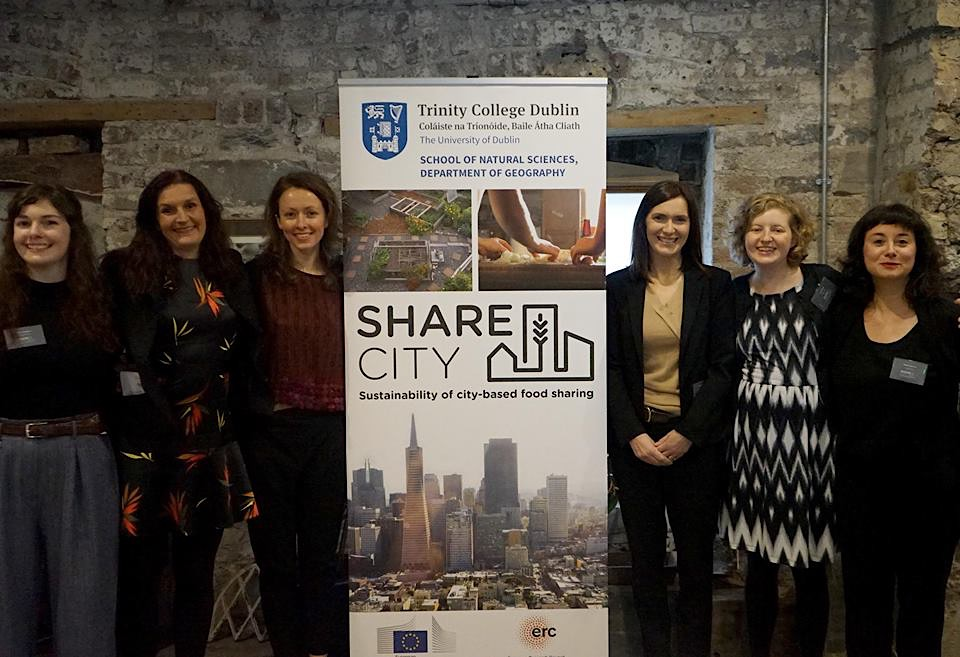 Trinity College Dublin
Coláiste na Tríonóide, Baile Átha Cliath
The University of Dublin
SCHOOL OF NATURAL SCIENCES,
DEPARTMENT OF GEOGRAPHY
SHARE
CITY
Sustainability of city-based food sharing
erc